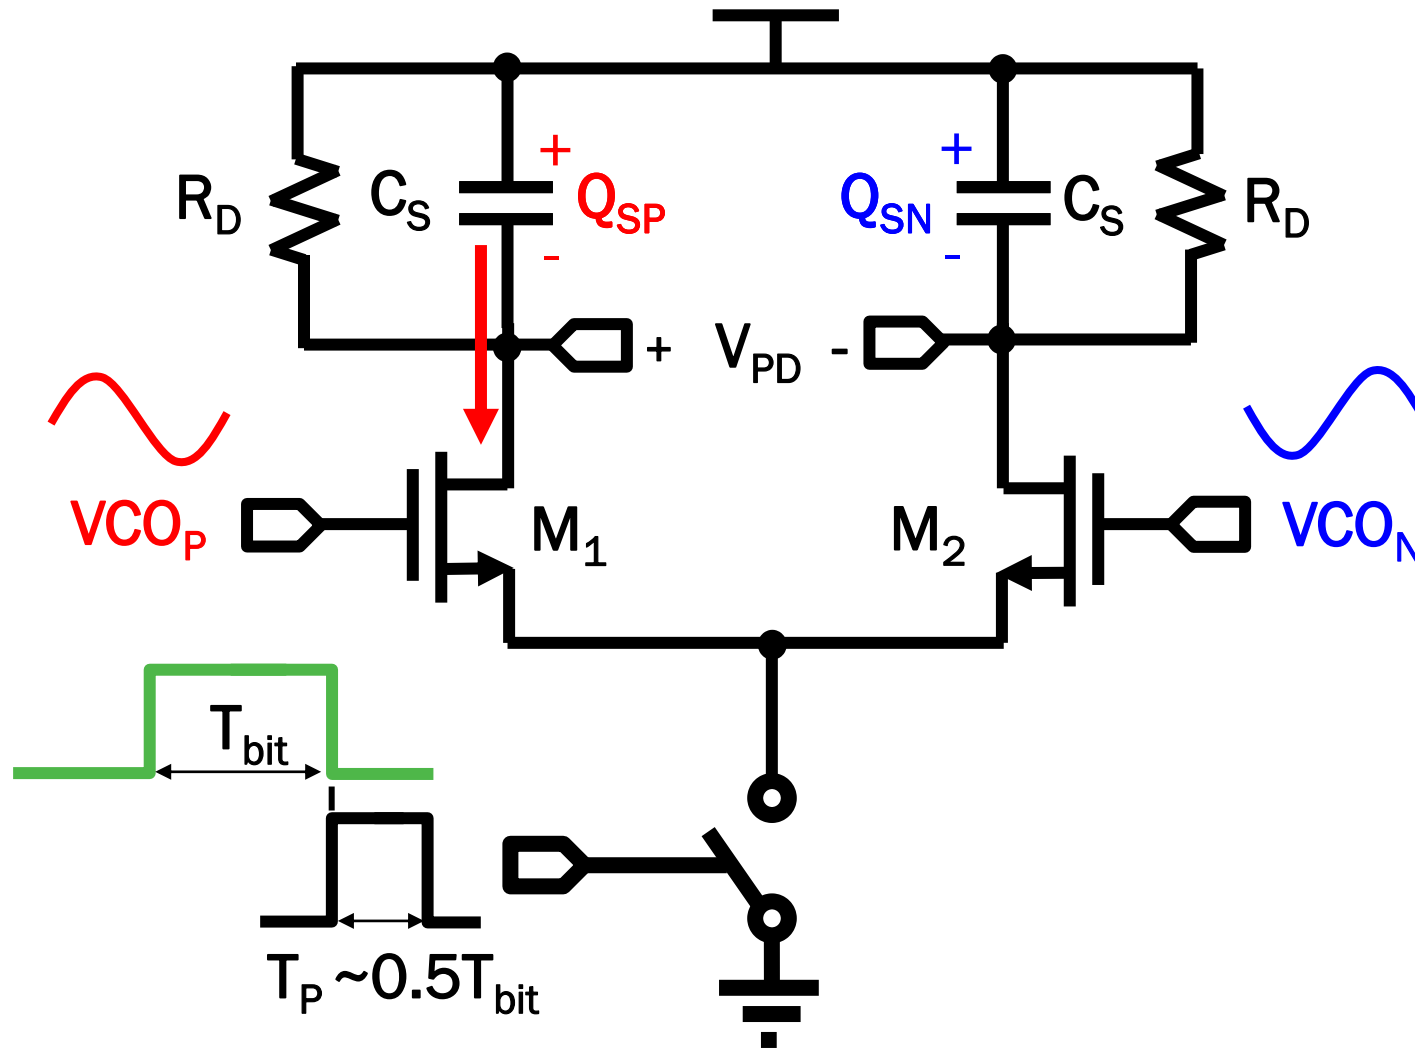 R_D
C_S
+
Q_SP
-
+
Q_SN
-
C_S
R_D
+ V_PD -
VCO_P
M_1
M_2
VCO_N
T_bit
T_P ~0.5T_bit